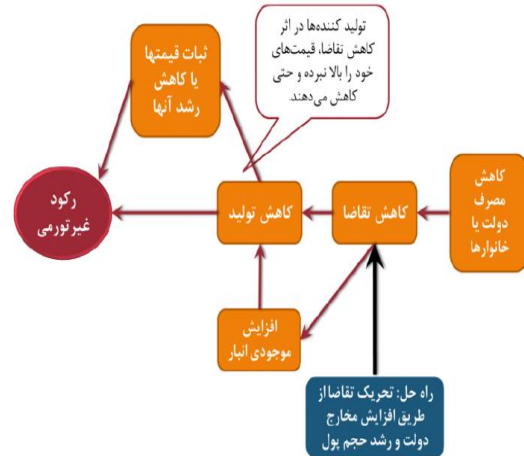 تولید کننده‌ها در اثر
کاهش تقاضا، قیمت‌های
خود را بالا نبرده و حتی
کاهش می‌دهند.
ثبات قیمتها
یا کاهش
رشد آنها
کاهش
مصرف
دولت یا
خانوارها
کاهش تقاضا
کاهش تولید
رکود
غیرتورمی
افزایش
موجودی انبار
راه حل: تحریک تقاضا از
طریق افزایش مخارج
دولت و رشد حجم پول